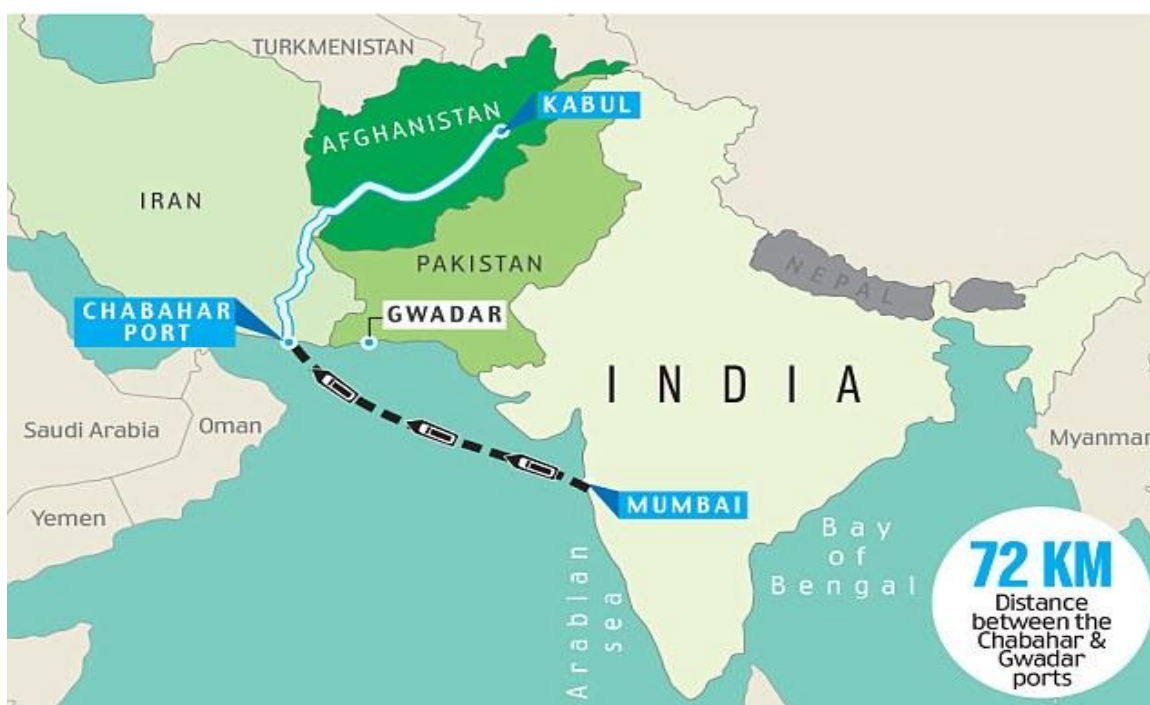 TURKMENISTAN
KABUL
AFGHANISTAN
IRAN
PAKISTAN
NEPAL
CHABAHAR
PORT
GWADAR
INDIA
Saudi Arabia
Oman
Myanmar
Yemen
MUMBAI
Arabian
sea
Bay
of
Bengal
72 KM
Distance
between the
Chabahar &
Gwadar
ports